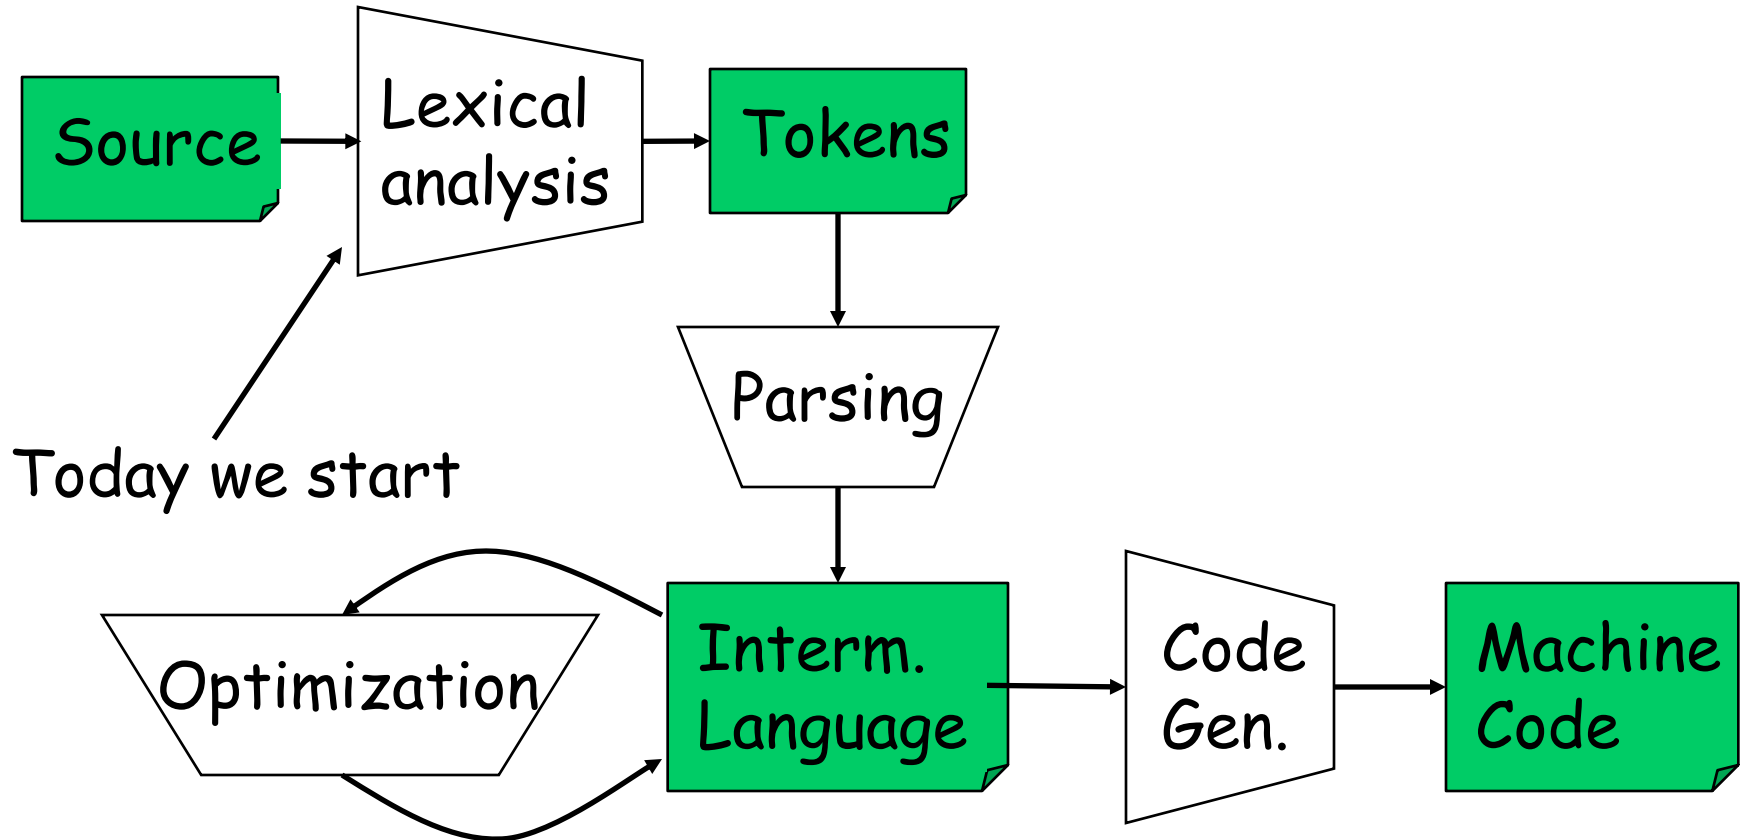 Source
Lexical
analysis
Tokens
Parsing
Today we start
Optimization
Interm.
Language
Code
Gen.
Machine
Code